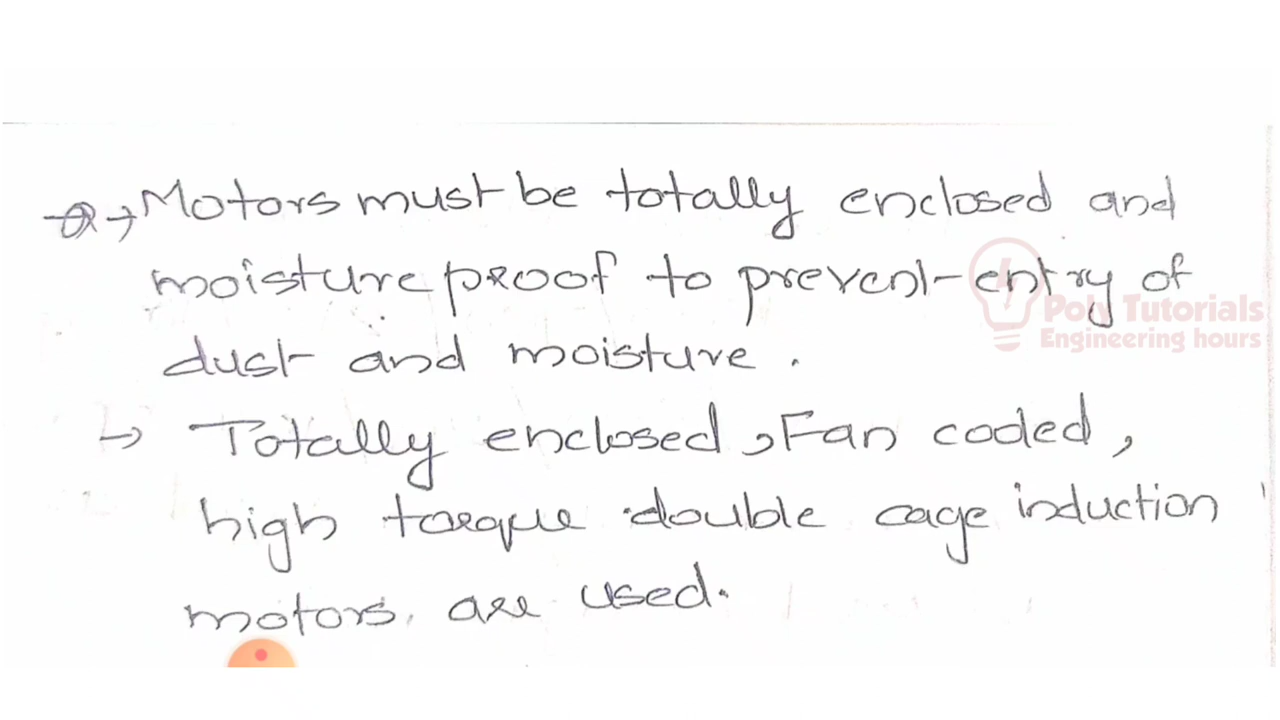 → Motors must be totally enclosed and
moisture proof to prevent entry of
dust and moisture.
→ Totally enclosed, Fan cooled,
high torque double cage induction
motors are used.
Poly Tutorials
Engineering hours